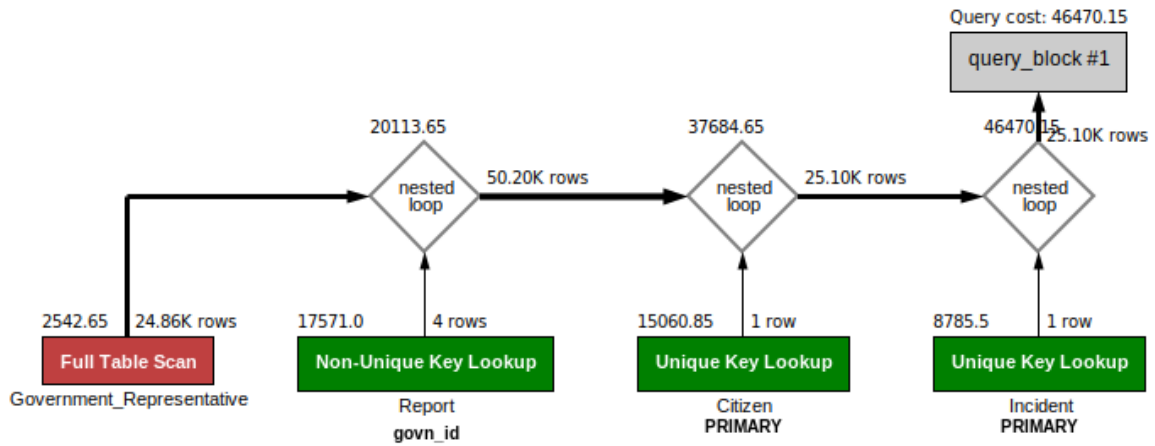 Query cost: 46470.15
query_block #1
20113.65
37684.65
46470.15
25.10K rows
nested
loop
50.20K rows
nested
loop
25.10K rows
nested
loop
2542.65
24.86K rows
17571.0
4 rows
15060.85
1 row
8785.5
1 row
Full Table Scan
Non-Unique Key Lookup
Unique Key Lookup
Unique Key Lookup
Government_Representative
Report
govn_id
Citizen
PRIMARY
Incident
PRIMARY